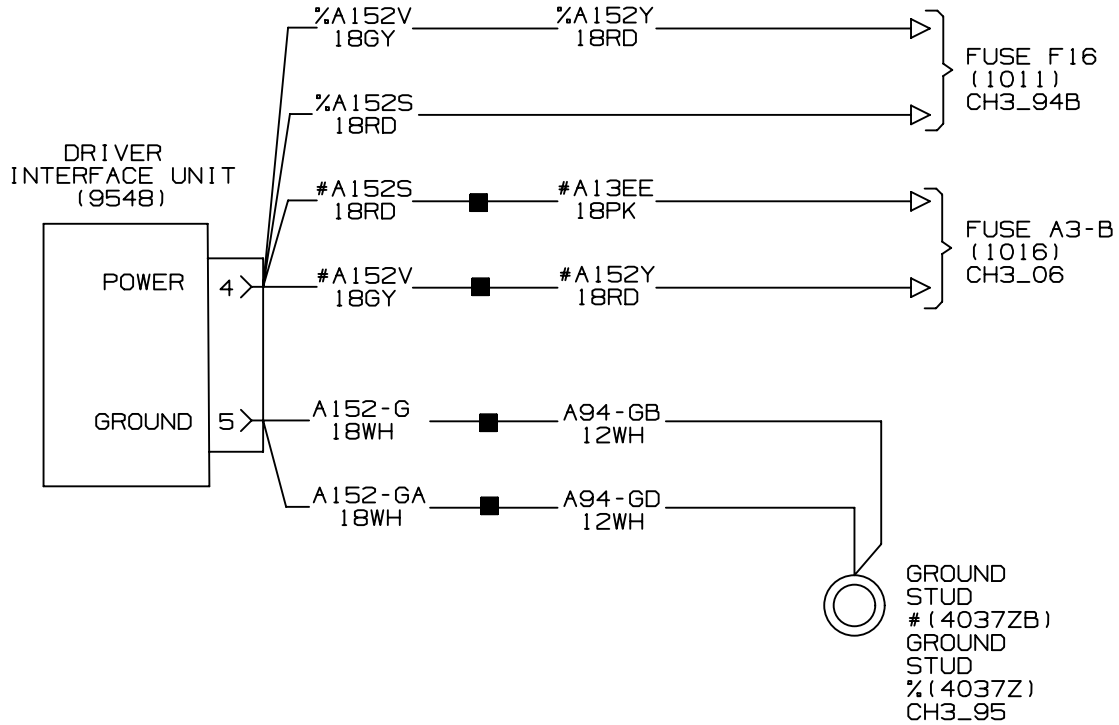 %A152V
18GY
%A152Y
18RD
FUSE F16
(1011)
CH3_94B
%A152S
18RD
DRIVER
INTERFACE UNIT
(9548)
#A152S
18RD
#A13EE
18PK
FUSE A3-B
(1016)
CH3_06
POWER
4
#A152V
18GY
#A152Y
18RD
GROUND
5
A152-G
18WH
A94-GB
12WH
A152-GA
18WH
A94-GD
12WH
GROUND
STUD
#(4037ZB)
GROUND
STUD
%(4037Z)
CH3_95